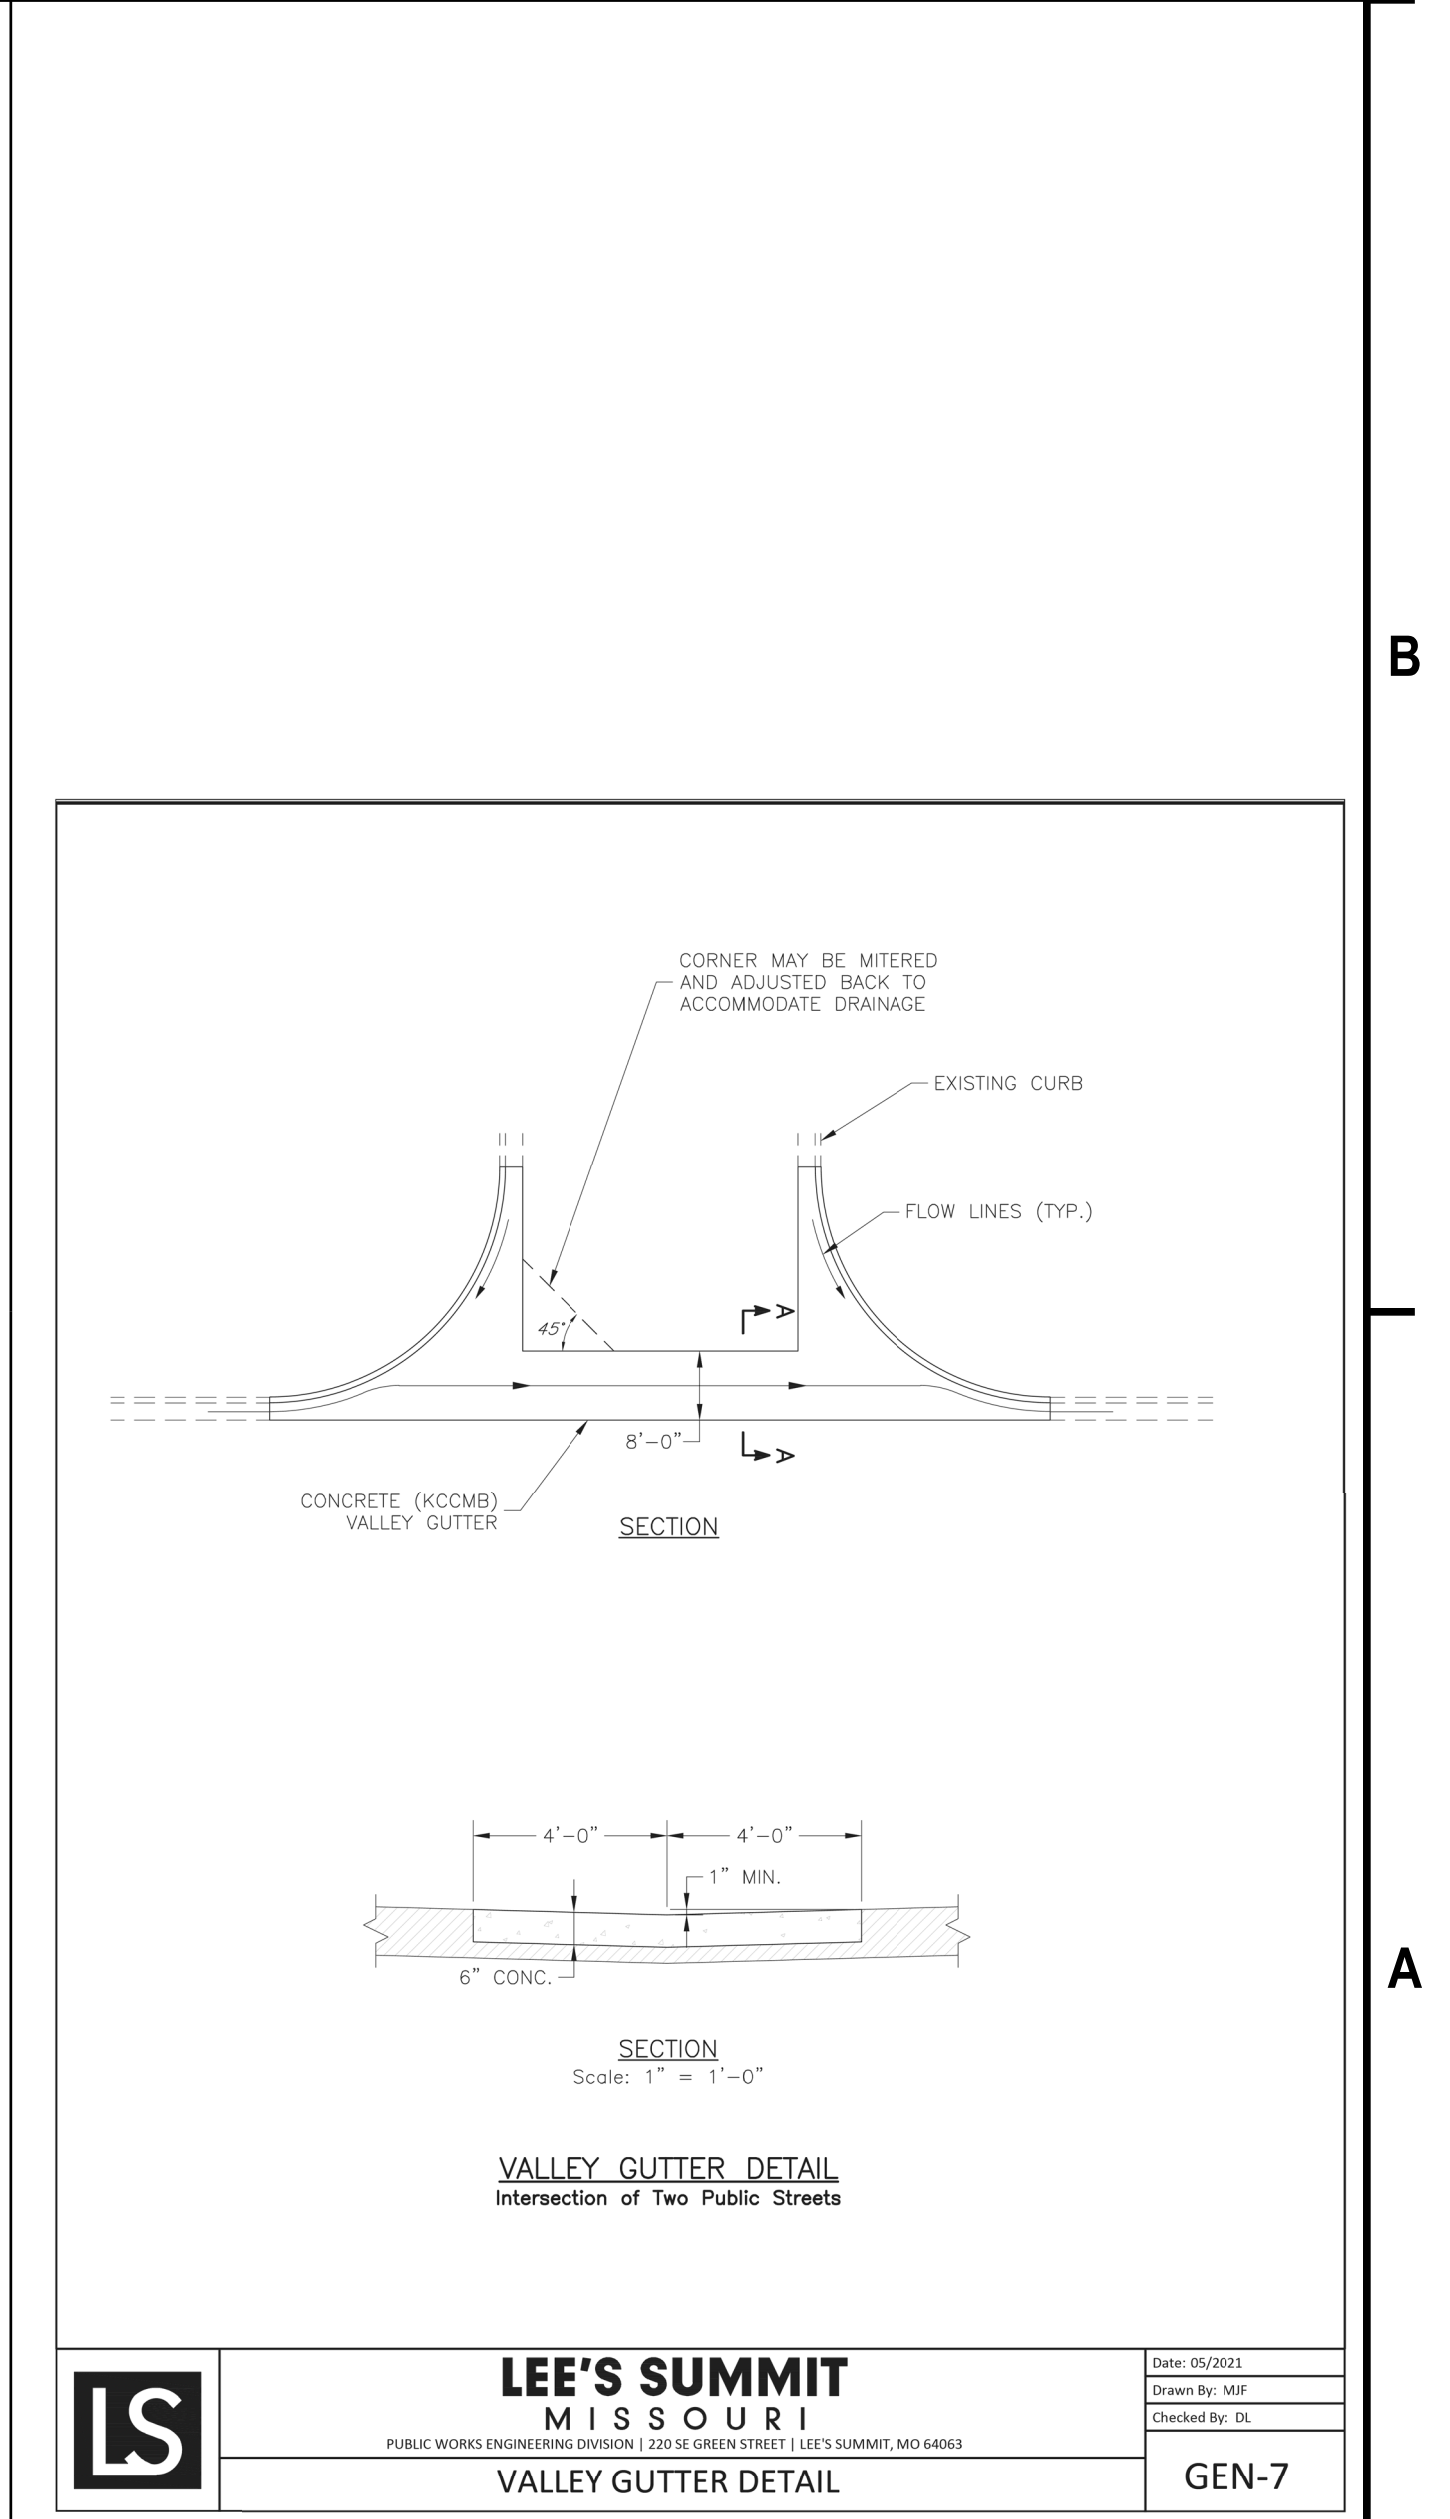 B
CORNER MAY BE MITERED
AND ADJUSTED BACK TO
ACCOMMODATE DRAINAGE
EXISTING CURB
FLOW LINES (TYP.)
A
45°
8'-0"
A
CONCRETE (KCCMB)
VALLEY GUTTER
SECTION
4'-0"
4'-0"
1" MIN.
6" CONC.
A
SECTION
Scale: 1" = 1'-0"
VALLEY GUTTER DETAIL
Intersection of Two Public Streets
LS
LEE'S SUMMIT
MISSOURI
PUBLIC WORKS ENGINEERING DIVISION | 220 SE GREEN STREET | LEE'S SUMMIT, MO 64063
VALLEY GUTTER DETAIL
Date: 05/2021
Drawn By: MJF
Checked By: DL
GEN-7